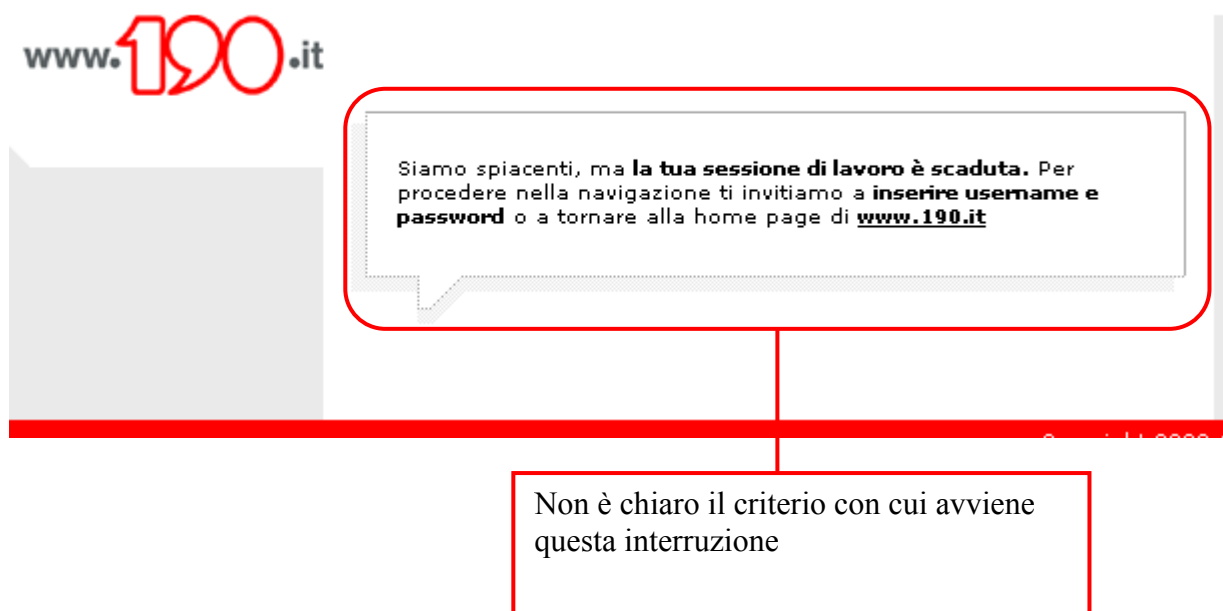 www.190.it
Siamo spiacenti, ma la tua sessione di lavoro è scaduta. Per
procedere nella navigazione ti invitiamo a inserire username e
password o a tornare alla home page di www.190.it
Non è chiaro il criterio con cui avviene
questa interruzione